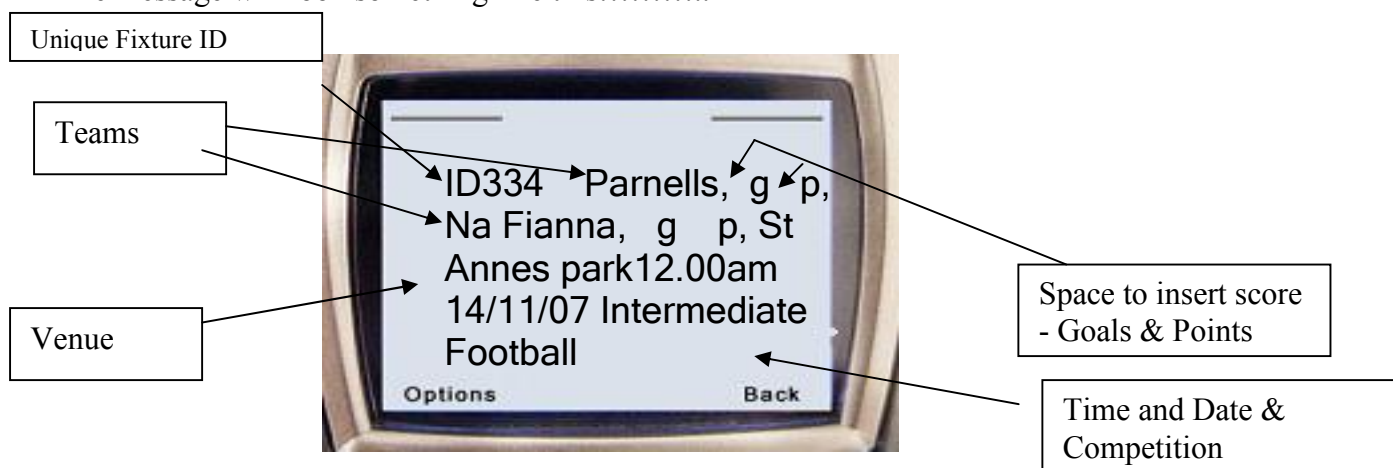 Unique Fixture ID
Teams
ID334 Parnells, g p,
Na Fianna, g p, St
Annes park12.00am
14/11/07 Intermediate
Football
Options Back
Venue
Space to insert score
- Goals & Points
Time and Date &
Competition